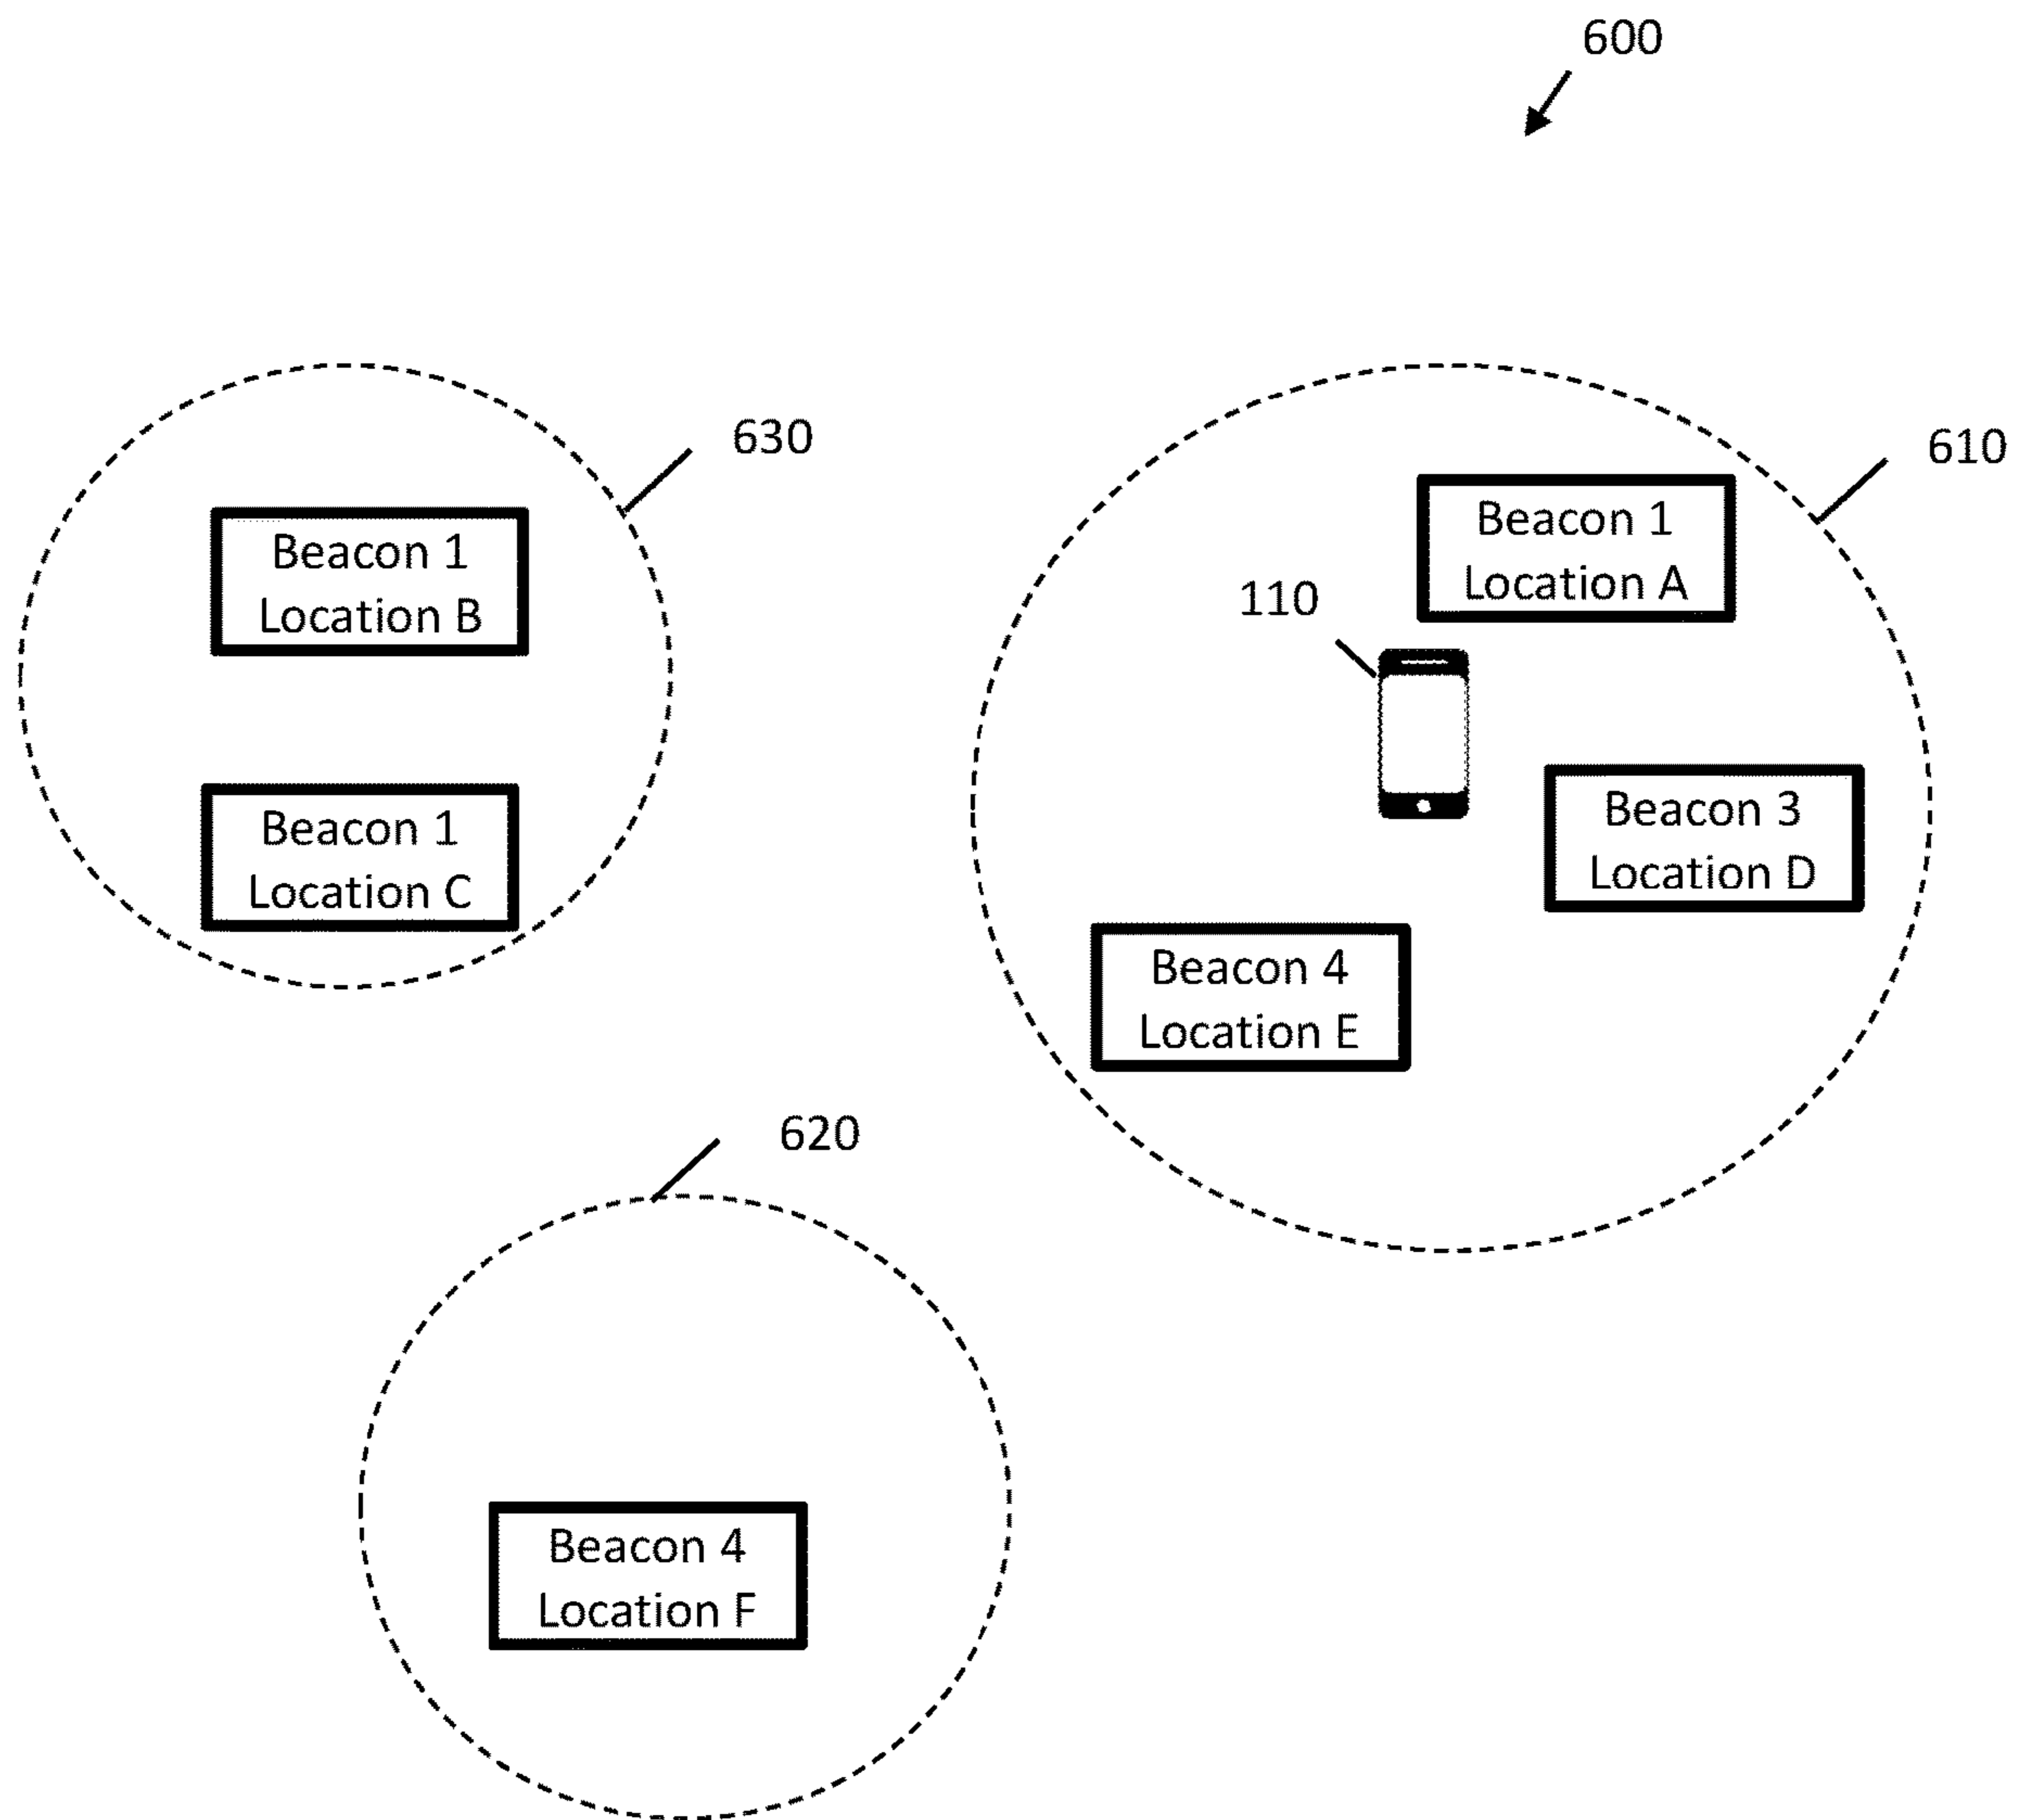 600
630
610
Beacon 1
Location A
Beacon 1
Location B
110
Beacon 3
Location D
Beacon 1
Location C
Beacon 4
Location E
620
Beacon 4
Location F